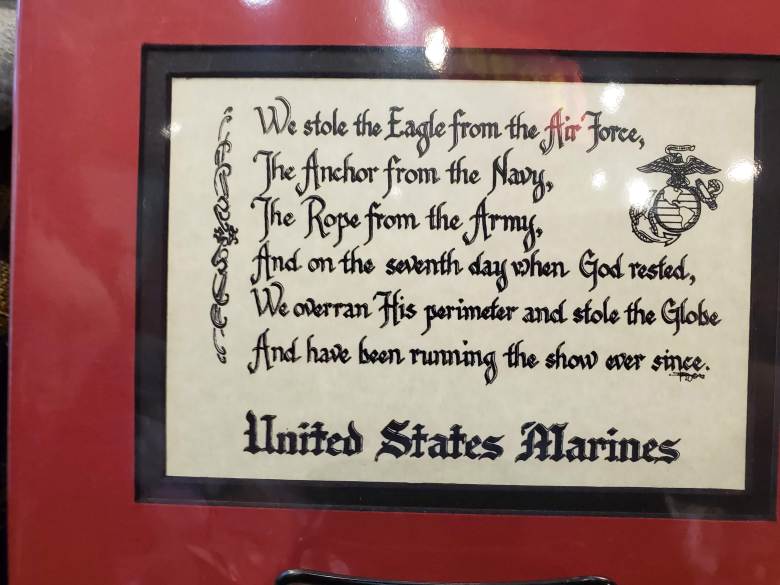 We stole the Eagle from the Air Force,
The Anchor from the Navy,
The Rope from the Army,
And on the seventh day when God rested,
We overran His perimeter and stole the Globe
And have been running the show ever since.
United States Marines